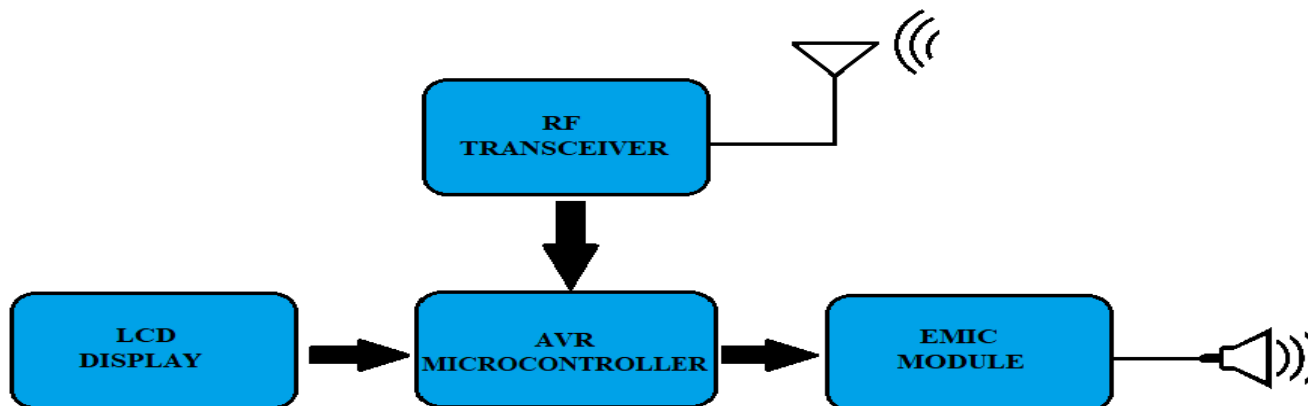 RF
TRANSCEIVER
LCD
DISPLAY
AVR
MICROCONTROLLER
EMIC
MODULE